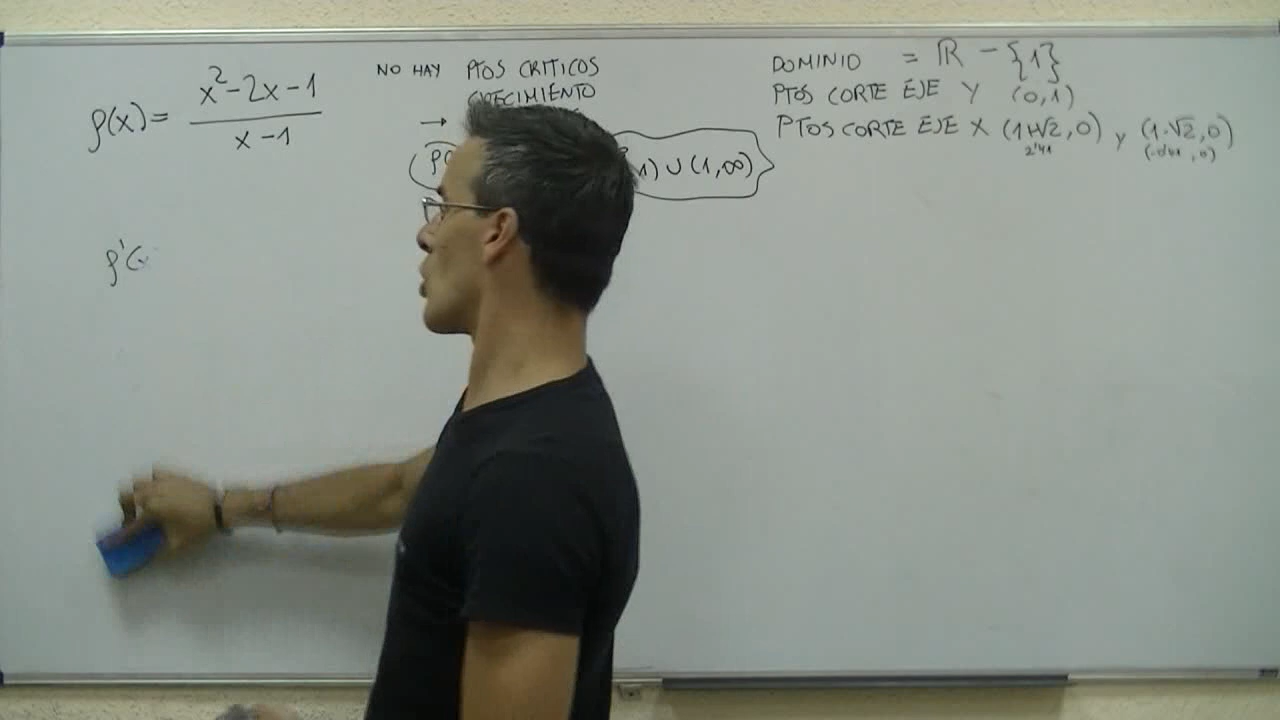 f(x) = x²-2x-1 / x-1
NO HAY PTOS CRITICOS
CRECIMIENTO
→
1) ∪ (1,∞)
DOMINIO = ℝ - {1}
PTOS CORTE EJE Y (0,1)
PTOS CORTE EJE X (1+√2,0) y (1-√2,0)
2'41 (-0'41,0)
f'(